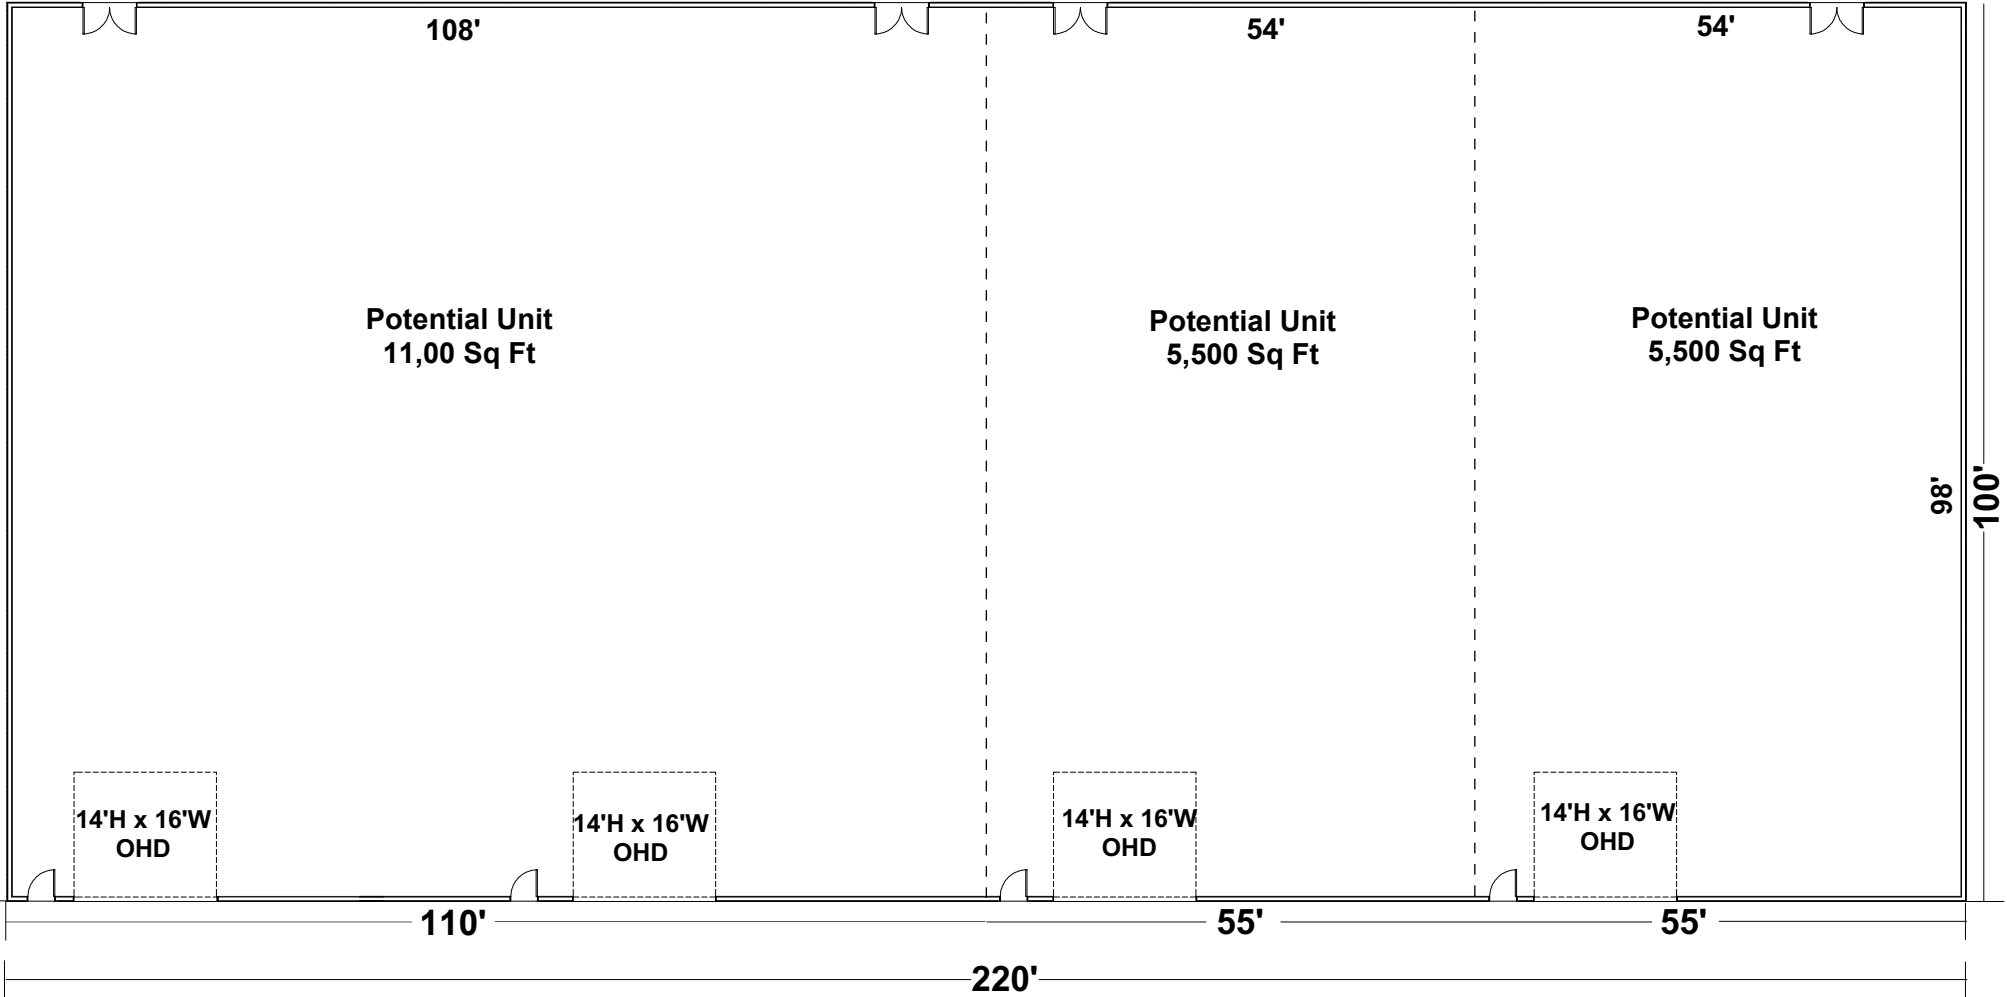 108'
54'
54'
Potential Unit
11,00 Sq Ft
Potential Unit
5,500 Sq Ft
Potential Unit
5,500 Sq Ft
98'
100'
14'H x 16'W
OHD
14'H x 16'W
OHD
14'H x 16'W
OHD
14'H x 16'W
OHD
110'
55'
55'
220'